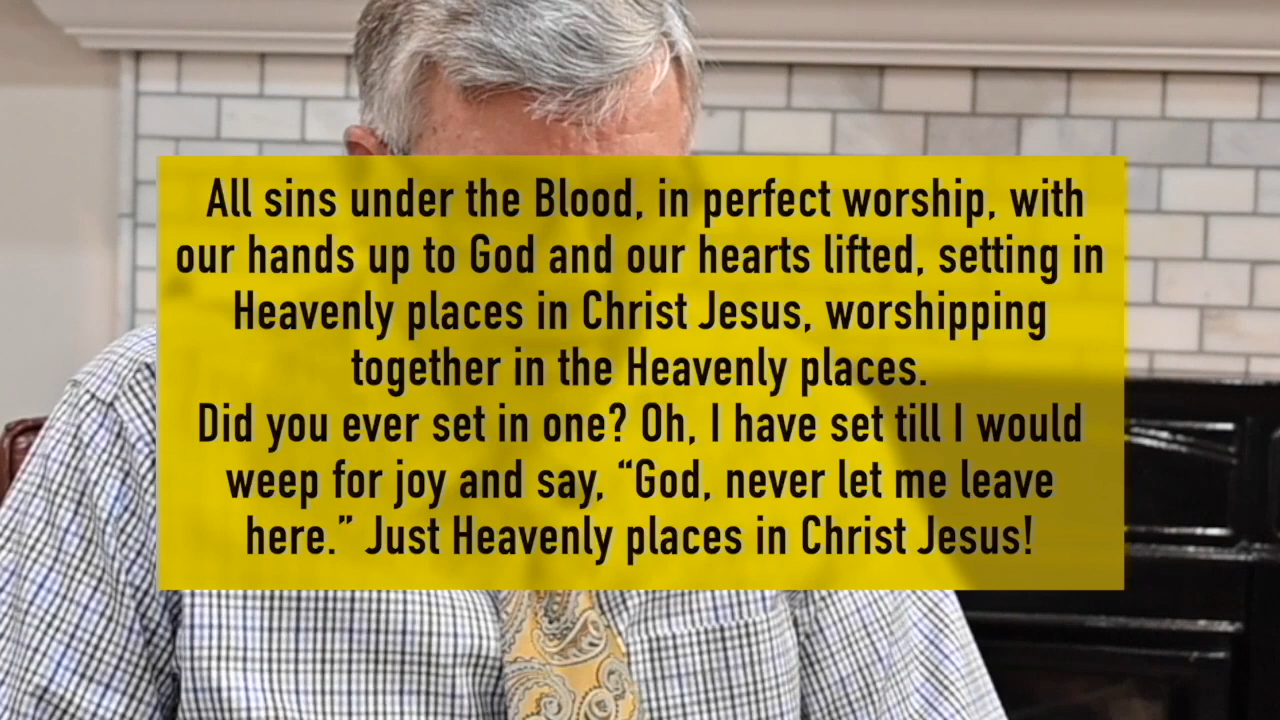 All sins under the Blood, in perfect worship, with
our hands up to God and our hearts lifted, setting in
Heavenly places in Christ Jesus, worshipping
together in the Heavenly places.
Did you ever set in one? Oh, I have set till I would
weep for joy and say, “God, never let me leave
here.” Just Heavenly places in Christ Jesus!